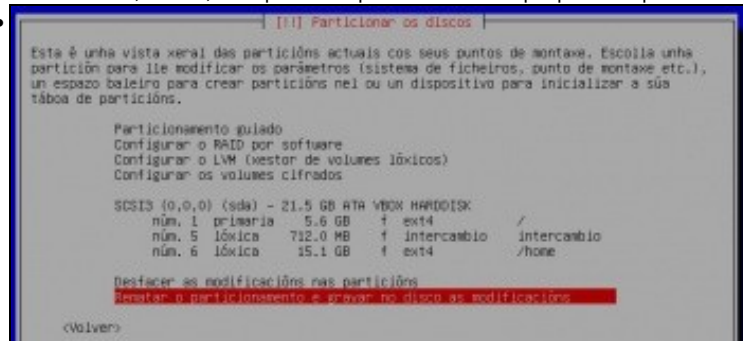 [!!] Particionar os discos
Esta é unha vista xeral das particións actuais cos seus puntos de montaxe. Escolla unha
partición para lle modificar os parámetros (sistema de ficheiros, punto de montaxe etc.),
un espazo baleiro para crear particións nel ou un dispositivo para inicializar a súa
táboa de particións.
Particionamento guiado
Configurar o RAID por software
Configurar o LVM (xestor de volumes lóxicos)
Configurar os volumes cifrados
SCSI3 (0,0,0) (sda) - 21.5 GB ATA VBOX HARDDISK
núm. 1 primaria 5.6 GB f ext4 /
núm. 5 lóxica 712.0 MB f intercambio intercambio
núm. 6 lóxica 15.1 GB f ext4 /home
Desfacer as modificacións nas particións
Rematar o particionamento e gravar no disco as modificacións
<Volver>